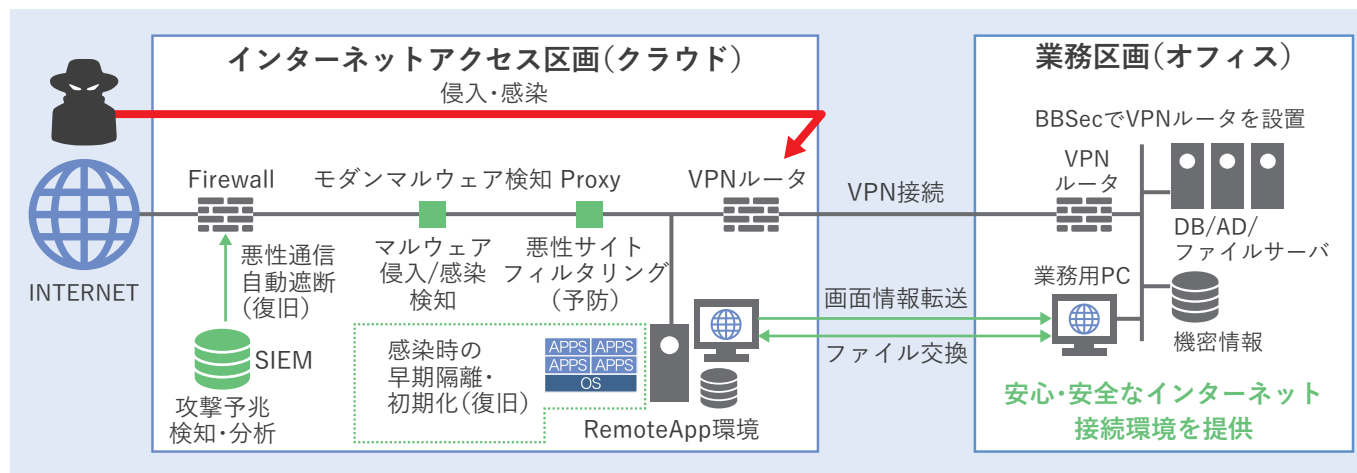 インターネットアクセス区画(クラウド)
侵入・感染
INTERNET
Firewall
モダンマルウェア検知
Proxy
VPNルータ
悪性通信
自動遮断
(復旧)
マルウェア
侵入/感染
検知
悪性サイト
フィルタリング
(予防)
SIEM
攻撃予兆
検知・分析
感染時の
早期隔離・
初期化(復旧)
APPS APPS
APPS APPS
OS
RemoteApp環境
VPN接続
画面情報転送
ファイル交換
業務区画(オフィス)
BBSecでVPNルータを設置
VPN
ルータ
DB/AD/
ファイルサーバ
業務用PC
機密情報
安心・安全なインターネット
接続環境を提供